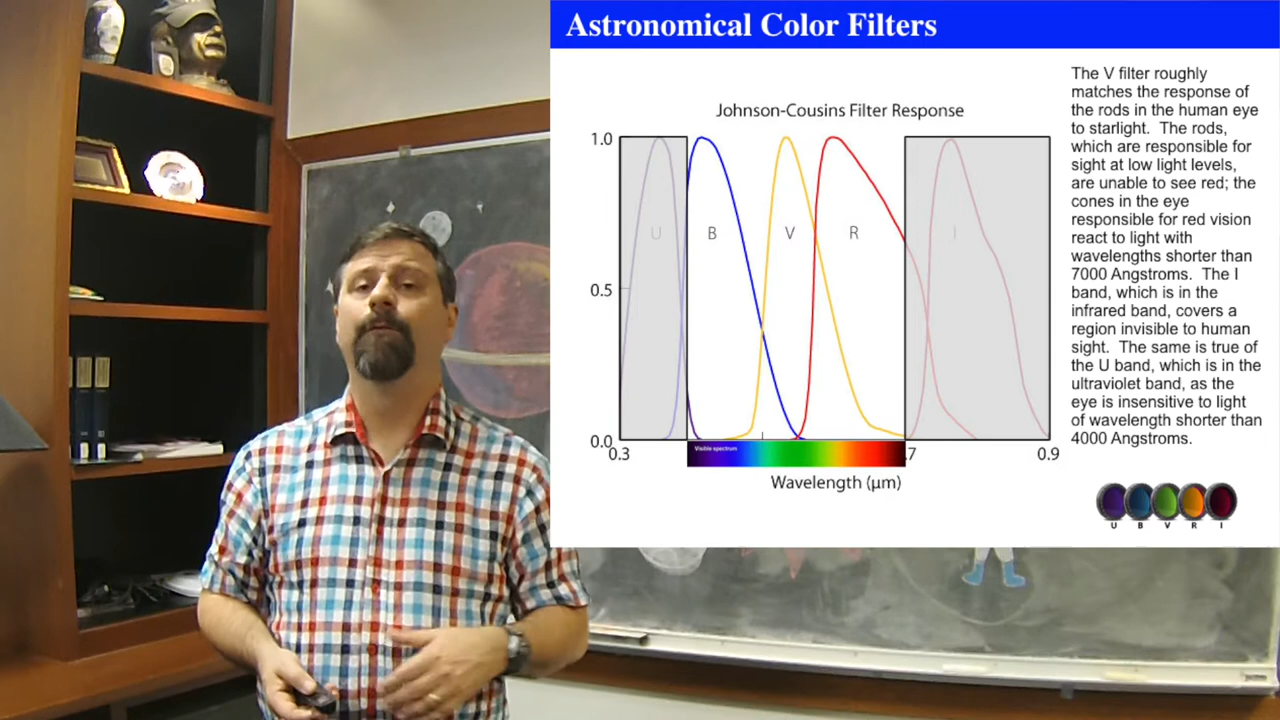 Astronomical Color Filters
Johnson-Cousins Filter Response
1.0
0.5
0.0
U
B
V
R
I
0.3
.7
0.9
Visible spectrum
Wavelength (μm)
The V filter roughly
matches the response of
the rods in the human eye
to starlight. The rods,
which are responsible for
sight at low light levels,
are unable to see red; the
cones in the eye
responsible for red vision
react to light with
wavelengths shorter than
7000 Angstroms. The I
band, which is in the
infrared band, covers a
region invisible to human
sight. The same is true of
the U band, which is in the
ultraviolet band, as the
eye is insensitive to light
of wavelength shorter than
4000 Angstroms.
U B V R I